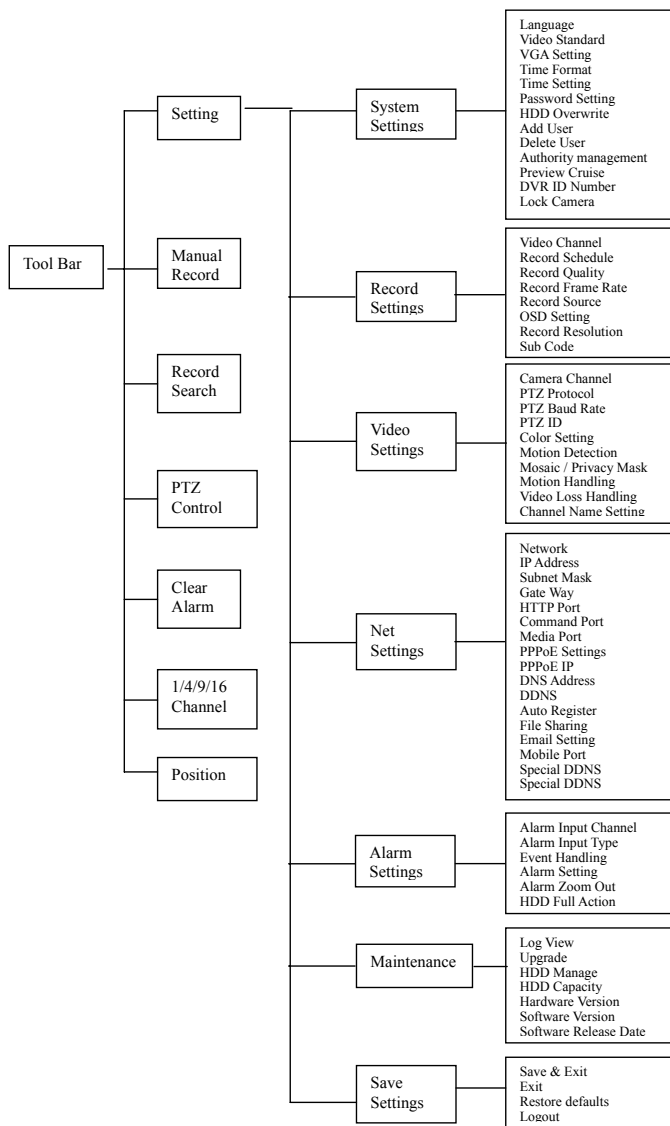 Tool Bar
Setting
Manual
Record
Record
Search
PTZ
Control
Clear
Alarm
1/4/9/16
Channel
Position
System
Settings
Language
Video Standard
VGA Setting
Time Format
Time Setting
Password Setting
HDD Overwrite
Add User
Delete User
Authority management
Preview Cruise
DVR ID Number
Lock Camera
Record
Settings
Video Channel
Record Schedule
Record Quality
Record Frame Rate
Record Source
OSD Setting
Record Resolution
Sub Code
Video
Settings
Camera Channel
PTZ Protocol
PTZ Baud Rate
PTZ ID
Color Setting
Motion Detection
Mosaic / Privacy Mask
Motion Handling
Video Loss Handling
Channel Name Setting
Net
Settings
Network
IP Address
Subnet Mask
Gate Way
HTTP Port
Command Port
Media Port
PPPoE Settings
PPPoE IP
DNS Address
DDNS
Auto Register
File Sharing
Email Setting
Mobile Port
Special DDNS
Special DDNS
Alarm
Settings
Alarm Input Channel
Alarm Input Type
Event Handling
Alarm Setting
Alarm Zoom Out
HDD Full Action
Maintenance
Log View
Upgrade
HDD Manage
HDD Capacity
Hardware Version
Software Version
Software Release Date
Save
Settings
Save & Exit
Exit
Restore defaults
Logout